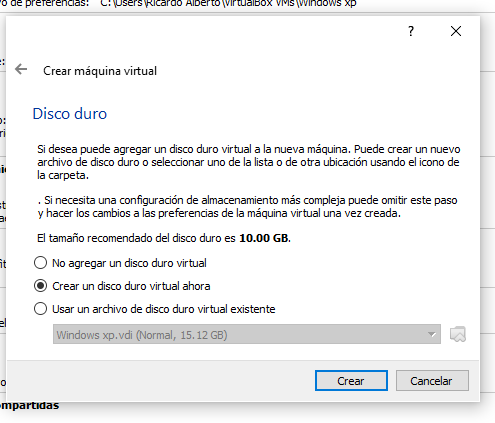 o de preferencias: C:\Users\Ricardo Alberto\VirtualBox VMs\Windows xp
?
Crear máquina virtual
Disco duro
Si desea puede agregar un disco duro virtual a la nueva máquina. Puede crear un nuevo
archivo de disco duro o seleccionar uno de la lista o de otra ubicación usando el icono de
la carpeta.
. Si necesita una configuración de almacenamiento más compleja puede omitir este paso
y hacer los cambios a las preferencias de la máquina virtual una vez creada.
El tamaño recomendado del disco duro es 10.00 GB.
No agregar un disco duro virtual
Crear un disco duro virtual ahora
Usar un archivo de disco duro virtual existente
Windows xp.vdi (Normal, 15.12 GB)
Crear Cancelar
ompartidas